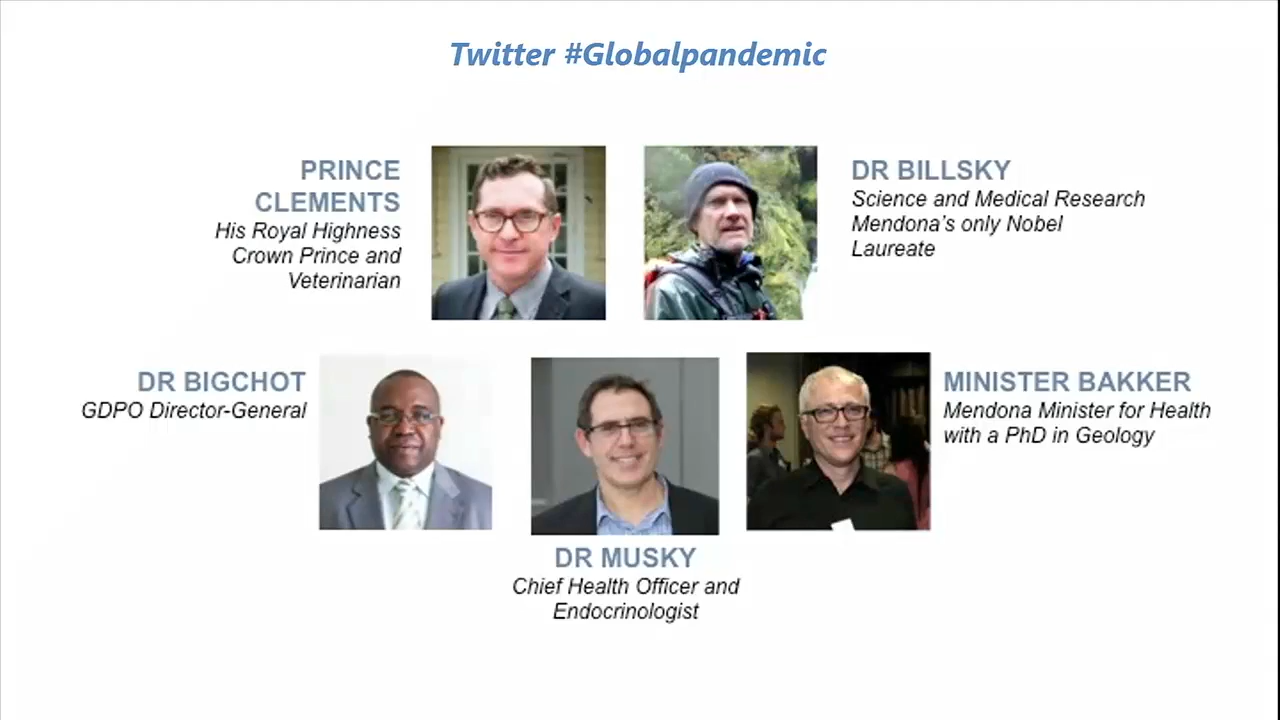 Twitter #Globalpandemic
PRINCE
CLEMENTS
His Royal Highness
Crown Prince and
Veterinarian
DR BILLSKY
Science and Medical Research
Mendona's only Nobel
Laureate
DR BIGCHOT
GDPO Director-General
DR MUSKY
Chief Health Officer and
Endocrinologist
MINISTER BAKKER
Mendona Minister for Health
with a PhD in Geology